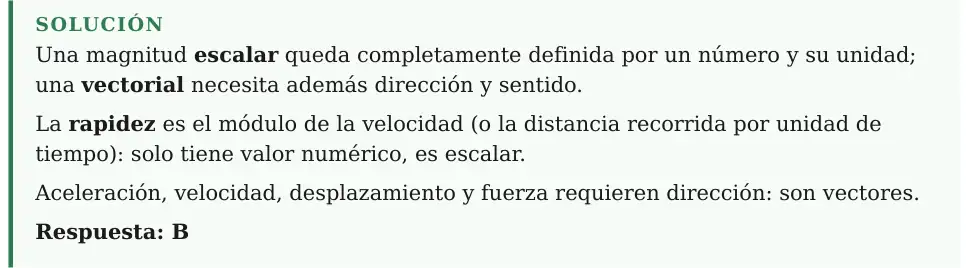 SOLUCIÓN
Una magnitud escalar queda completamente definida por un número y su unidad;
una vectorial necesita además dirección y sentido.
La rapidez es el módulo de la velocidad (o la distancia recorrida por unidad de
tiempo): solo tiene valor numérico, es escalar.
Aceleración, velocidad, desplazamiento y fuerza requieren dirección: son vectores.
Respuesta: B